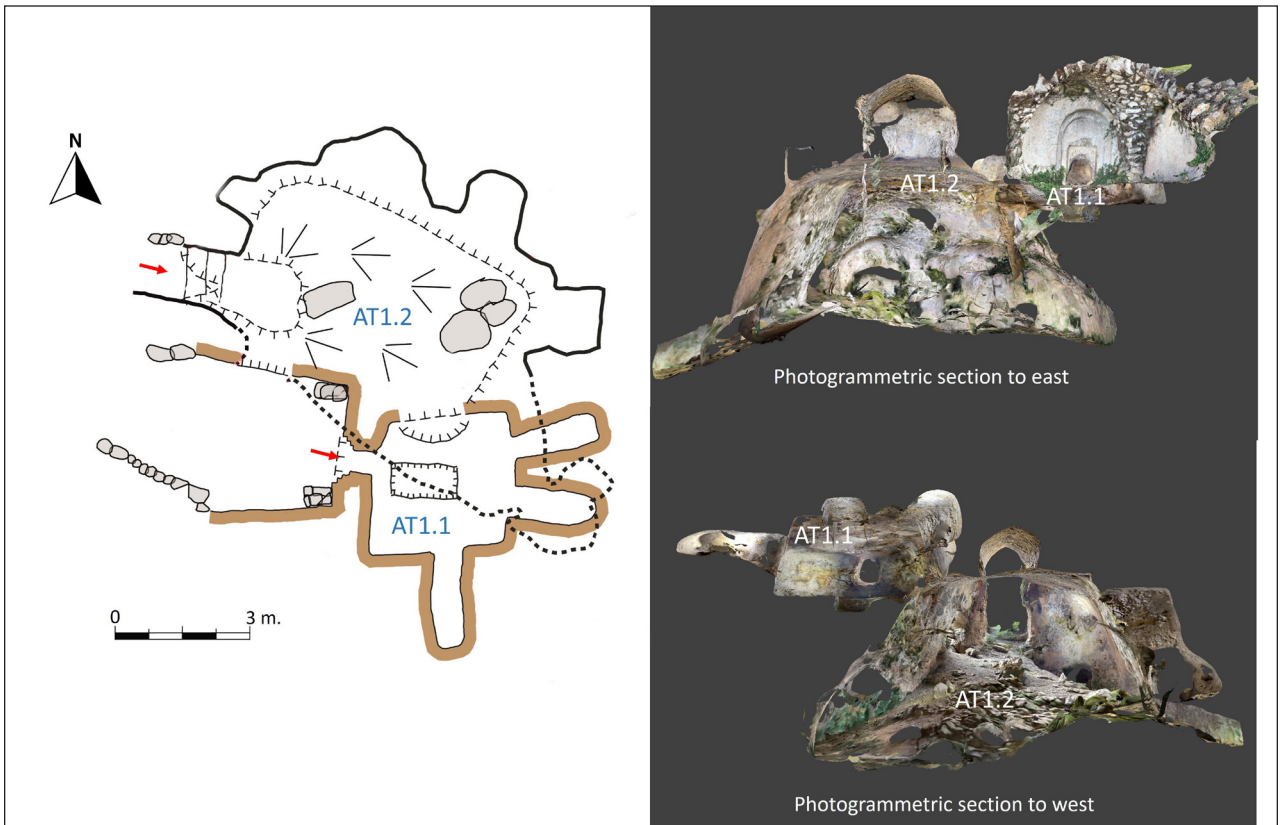 N
AT1.2
AT1.1
0 3 m.
AT1.2
AT1.1
Photogrammetric section to east
AT1.1
AT1.2
Photogrammetric section to west